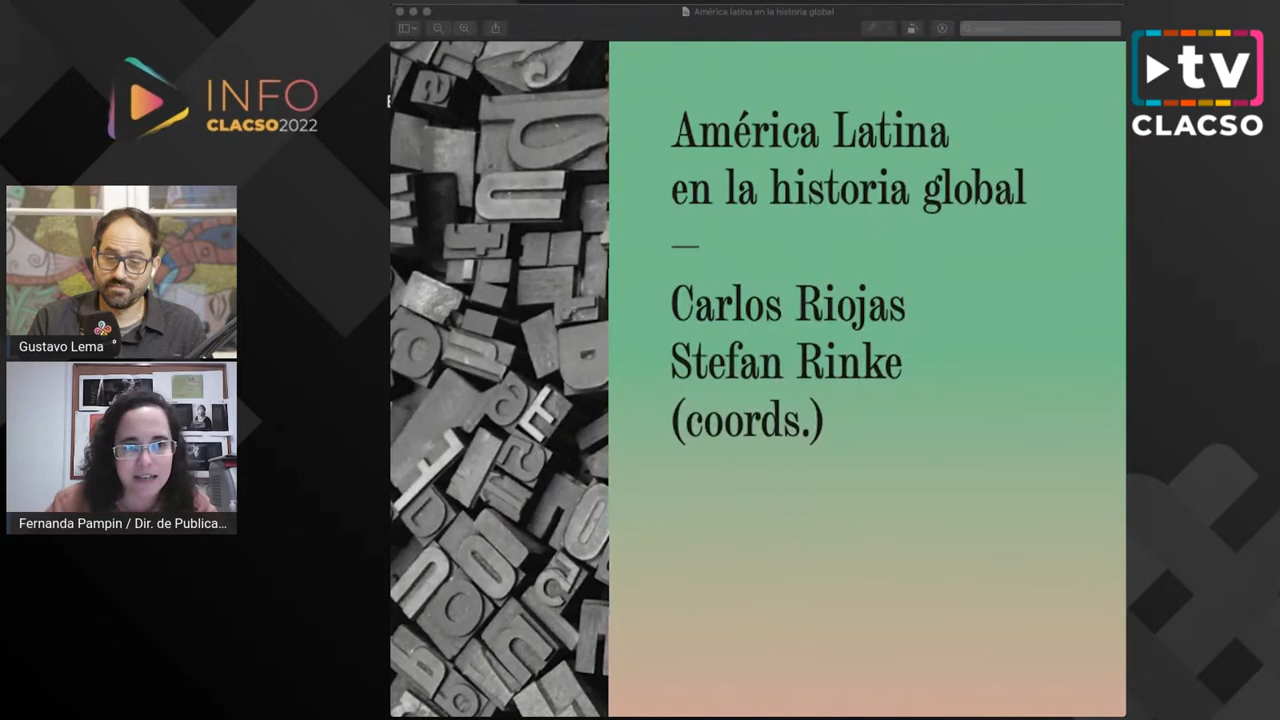 América latina en la historia global
INFO
CLACSO2022
tv
CLACSO
América Latina
en la historia global
—
Carlos Riojas
Stefan Rinke
(coords.)
Gustavo Lema
Fernanda Pampin / Dir. de Publica...